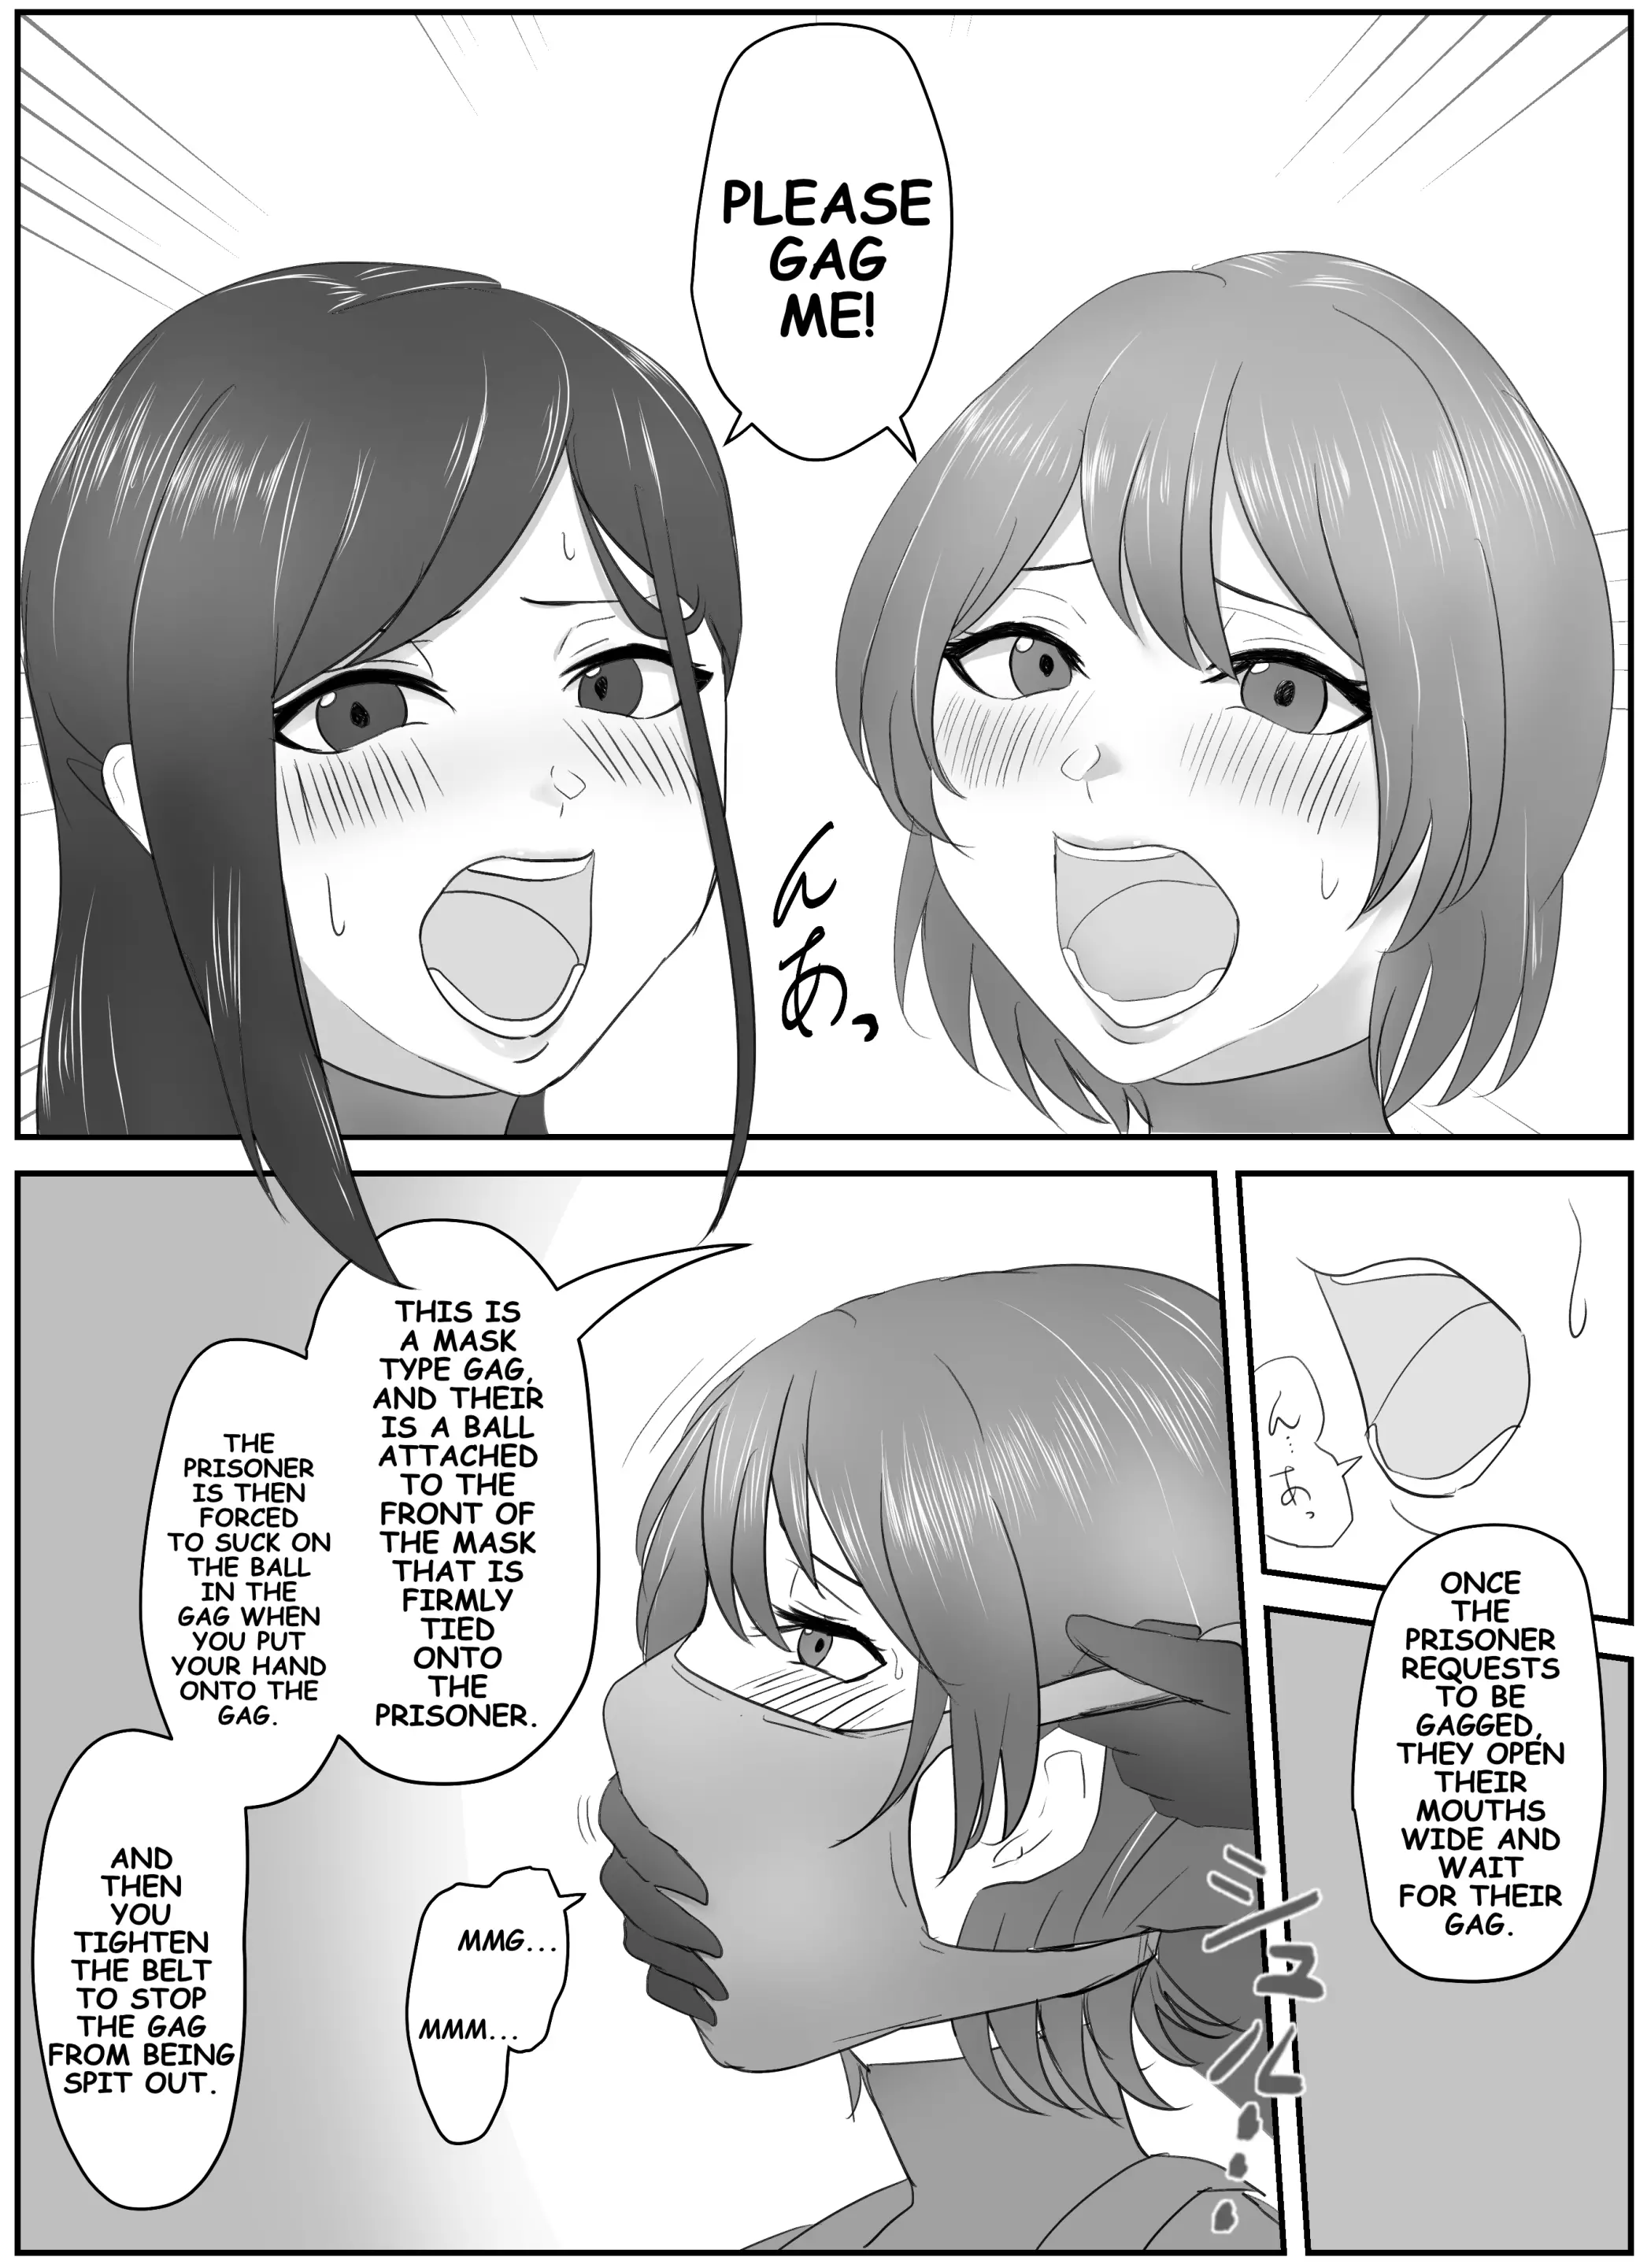 PLEASE
GAG
ME!
んあっ
ん…あっ
ONCE
THE
PRISONER
REQUESTS
TO BE
GAGGED,
THEY OPEN
THEIR
MOUTHS
WIDE AND
WAIT
FOR THEIR
GAG.
THIS IS
A MASK
TYPE GAG,
AND THEIR
IS A BALL
ATTACHED
TO THE
FRONT OF
THE MASK
THAT IS
FIRMLY
TIED
ONTO
THE
PRISONER.
THE
PRISONER
IS THEN
FORCED
TO SUCK ON
THE BALL
IN THE
GAG WHEN
YOU PUT
YOUR HAND
ONTO THE
GAG.
AND
THEN
YOU
TIGHTEN
THE BELT
TO STOP
THE GAG
FROM BEING
SPIT OUT.
MMG...
MMM...
シュル…